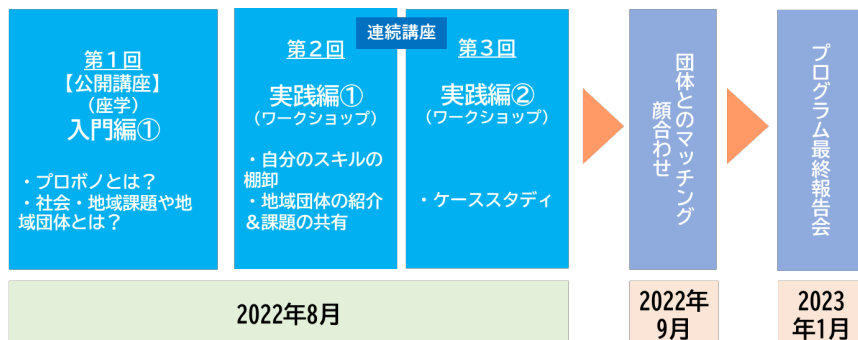 連続講座
第１回
【公開講座】
（座学）
入門編①
・プロボノとは？
・社会・地域課題や地
域団体とは？
第２回
実践編①
（ワークショップ）
・自分のスキルの
棚卸
・地域団体の紹介
＆課題の共有
第３回
実践編②
（ワークショップ）
・ケーススタディ
団体とのマッチング
顔合わせ
プログラム最終報告会
2022年8月
2022年
9月
2023
年1月